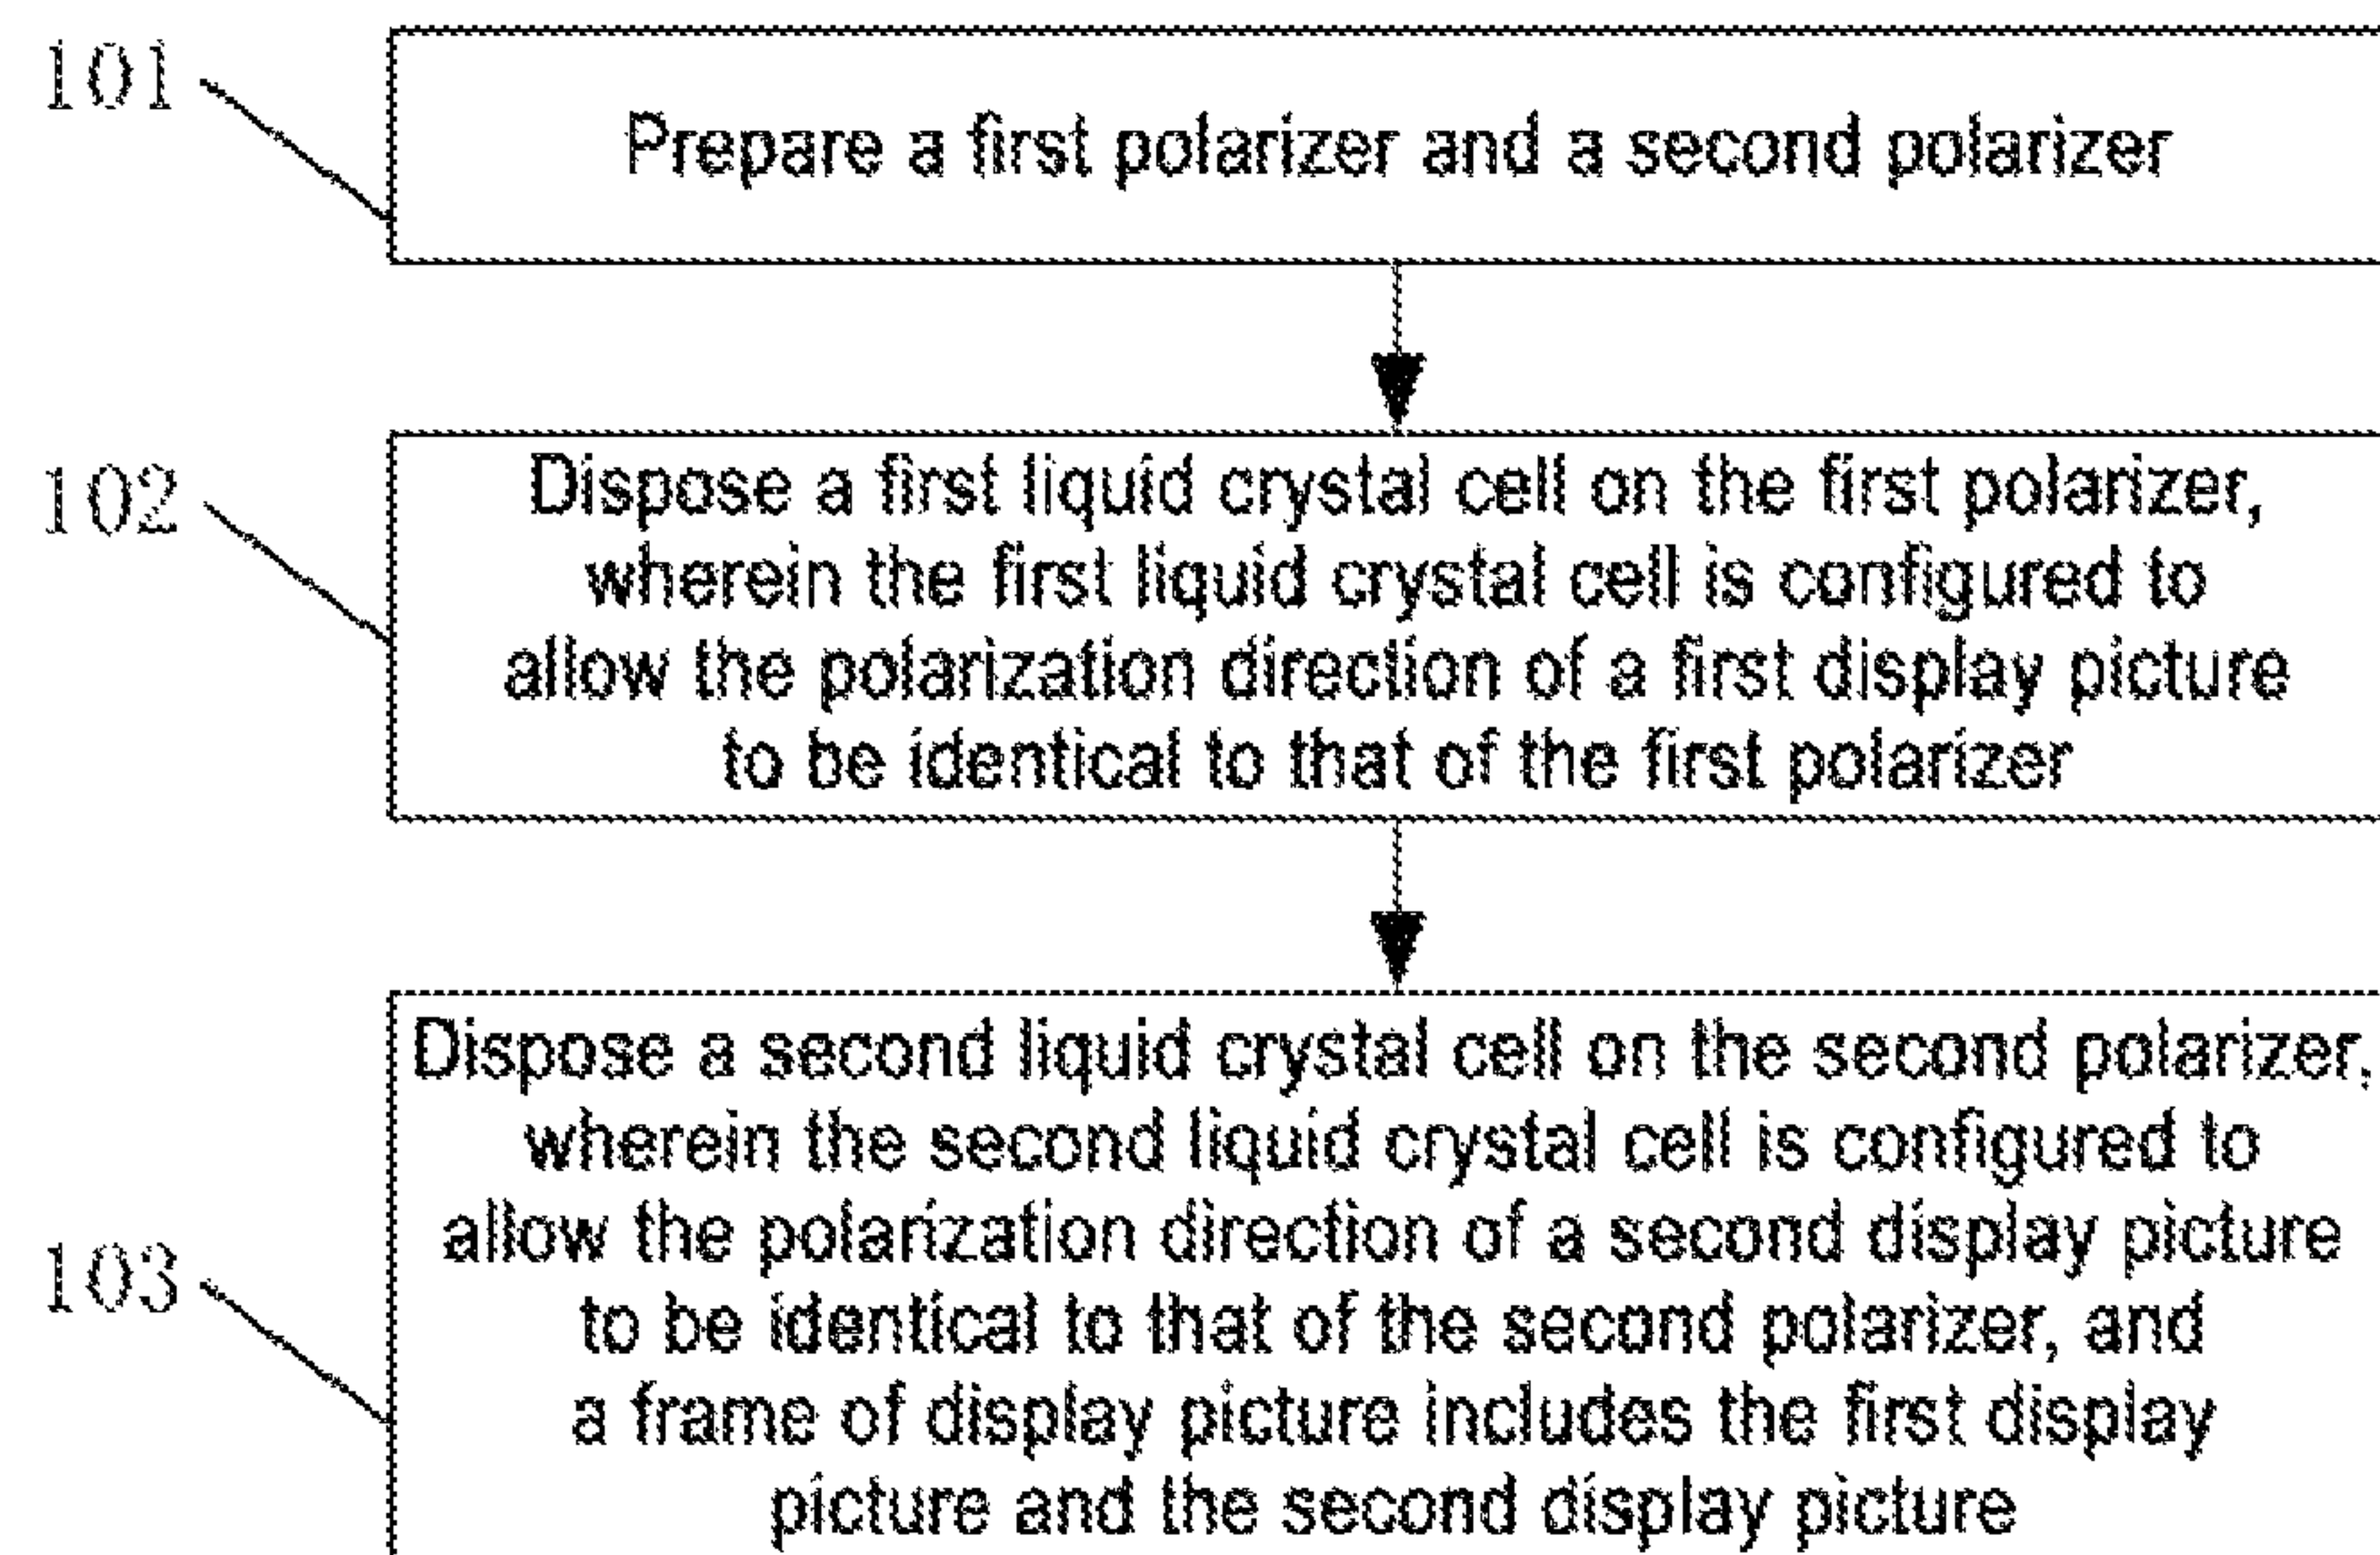 101
Prepare a first polarizer and a second polarizer
102
Dispose a first liquid crystal cell on the first polarizer,
wherein the first liquid crystal cell is configured to
allow the polarization direction of a first display picture
to be identical to that of the first polarizer
103
Dispose a second liquid crystal cell on the second polarizer,
wherein the second liquid crystal cell is configured to
allow the polarization direction of a second display picture
to be identical to that of the second polarizer, and
a frame of display picture includes the first display
picture and the second display picture